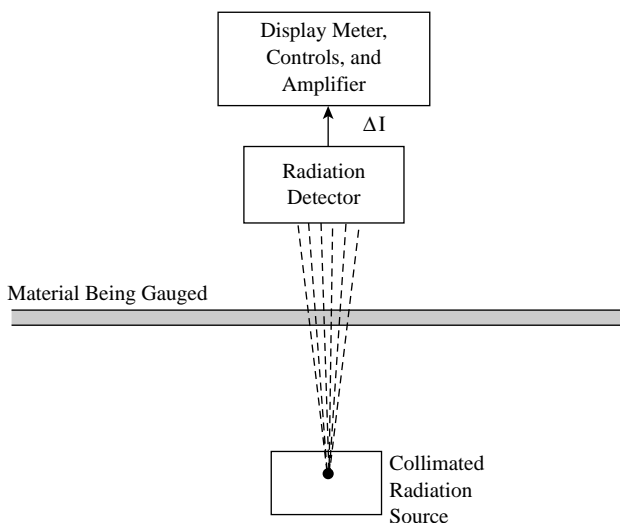 Display Meter,
Controls, and
Amplifier
ΔI
Radiation
Detector
Material Being Gauged
Collimated
Radiation
Source